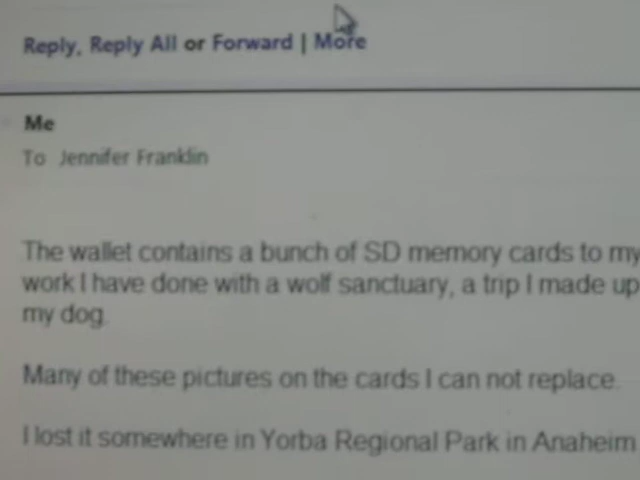 Reply, Reply All or Forward | More
Me
To Jennifer Franklin
The wallet contains a bunch of SD memory cards to my
work I have done with a wolf sanctuary, a trip I made up
my dog.
Many of these pictures on the cards I can not replace.
I lost it somewhere in Yorba Regional Park in Anaheim